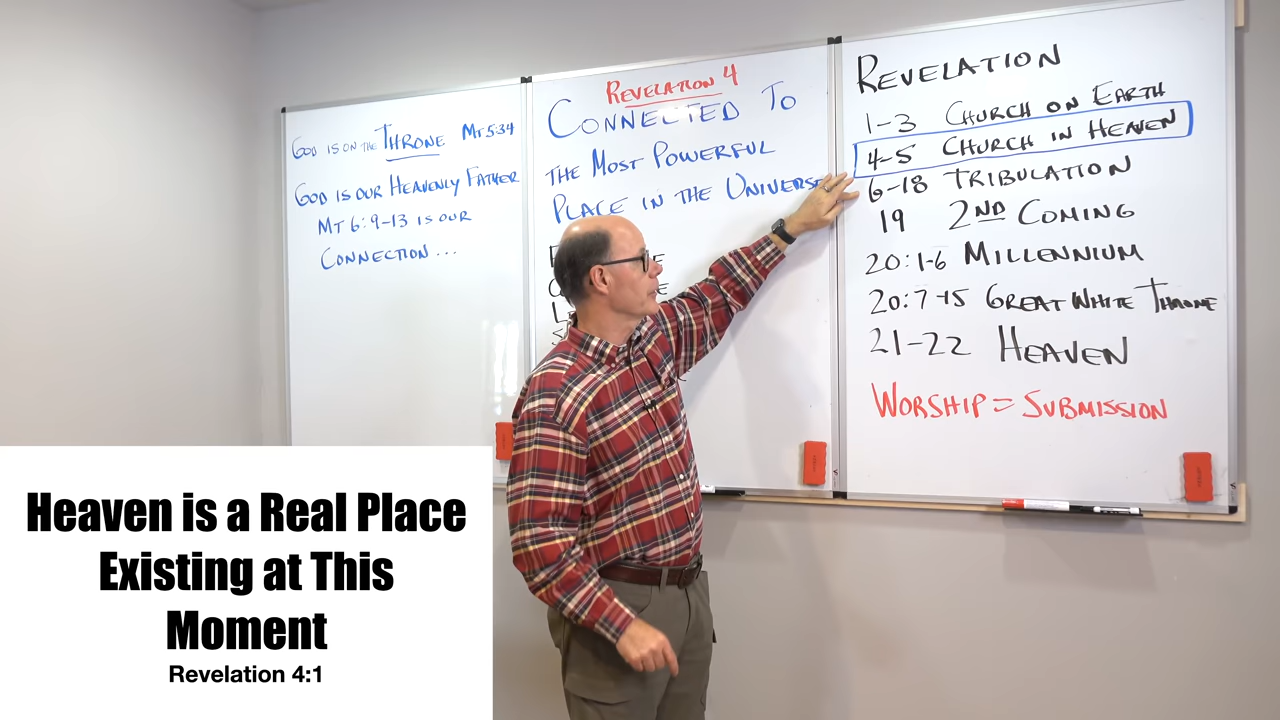 GOD IS ON THE THRONE MT 5:34
GOD IS OUR HEAVENLY FATHER
MT 6:9-13 IS OUR
CONNECTION...
REVELATION 4
CONNECTED TO
THE MOST POWERFUL
PLACE IN THE UNIVERSE
REVELATION
1-3 CHURCH ON EARTH
4-5 CHURCH IN HEAVEN
6-18 TRIBULATION
19 2ND COMING
20:1-6 MILLENNIUM
20:7-15 GREAT WHITE THRONE
21-22 HEAVEN
WORSHIP = SUBMISSION
Heaven is a Real Place
Existing at This
Moment
Revelation 4:1